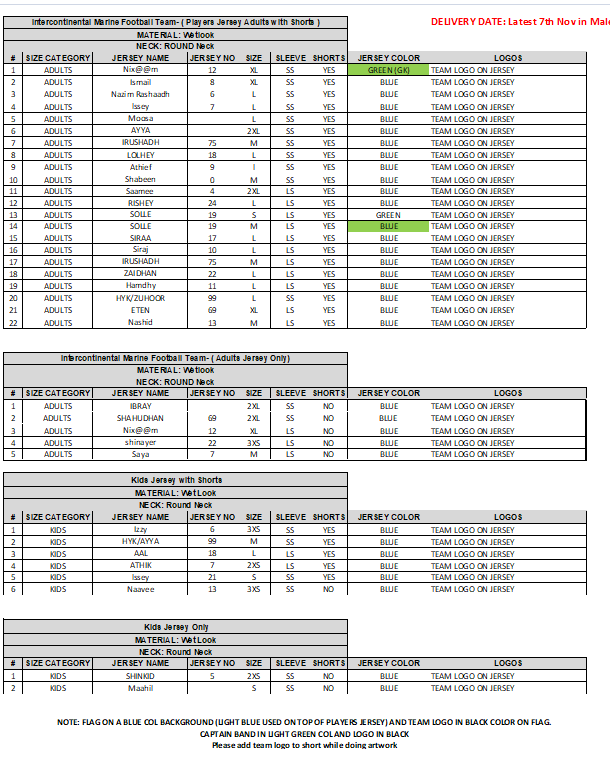 Intercontinental Marine Football Team- ( Players Jersey Adults with Shorts )
DELIVERY DATE: Latest 7th Nov in Male
MATERIAL: Wetlook
NECK: ROUND Neck
# SIZE CATEGORY JERSEY NAME JERSEY NO SIZE SLEEVE SHORTS JERSEY COLOR LOGOS
1 ADULTS Nix@@m 12 XL SS YES GREEN (GK) TEAM LOGO ON JERSEY
2 ADULTS Ismail 8 XL SS YES BLUE TEAM LOGO ON JERSEY
3 ADULTS Nazim Rashaadh 6 L SS YES BLUE TEAM LOGO ON JERSEY
4 ADULTS Issey 7 L SS YES BLUE TEAM LOGO ON JERSEY
5 ADULTS Moosa L SS YES BLUE TEAM LOGO ON JERSEY
6 ADULTS AYYA 2XL SS YES BLUE TEAM LOGO ON JERSEY
7 ADULTS IRUSHADH 75 M SS YES BLUE TEAM LOGO ON JERSEY
8 ADULTS LOLHEY 18 L SS YES BLUE TEAM LOGO ON JERSEY
9 ADULTS Athief 9 l SS YES BLUE TEAM LOGO ON JERSEY
10 ADULTS Shabeen 0 M SS YES BLUE TEAM LOGO ON JERSEY
11 ADULTS Saamee 4 2XL LS YES BLUE TEAM LOGO ON JERSEY
12 ADULTS RISHEY 24 L LS YES BLUE TEAM LOGO ON JERSEY
13 ADULTS SOLLE 19 S LS YES GREEN TEAM LOGO ON JERSEY
14 ADULTS SOLLE 19 M LS YES BLUE TEAM LOGO ON JERSEY
15 ADULTS SIRAA 17 L LS YES BLUE TEAM LOGO ON JERSEY
16 ADULTS Siraj 10 L LS YES BLUE TEAM LOGO ON JERSEY
17 ADULTS IRUSHADH 75 M LS YES BLUE TEAM LOGO ON JERSEY
18 ADULTS ZAIDHAN 22 L LS YES BLUE TEAM LOGO ON JERSEY
19 ADULTS Hamdhy 11 L LS YES BLUE TEAM LOGO ON JERSEY
20 ADULTS HYK/ZUHOOR 99 L SS YES BLUE TEAM LOGO ON JERSEY
21 ADULTS ETEN 69 XL LS YES BLUE TEAM LOGO ON JERSEY
22 ADULTS Nashid 13 M LS YES BLUE TEAM LOGO ON JERSEY
Intercontinental Marine Football Team- ( Adults Jersey Only)
MATERIAL: Wetlook
NECK: ROUND Neck
# SIZE CATEGORY JERSEY NAME JERSEY NO SIZE SLEEVE SHORTS JERSEY COLOR LOGOS
1 ADULTS IBRAY 2XL SS NO BLUE TEAM LOGO ON JERSEY
2 ADULTS SHAHUDHAN 69 2XL SS NO BLUE TEAM LOGO ON JERSEY
3 ADULTS Nix@@m 12 XL LS NO BLUE TEAM LOGO ON JERSEY
4 ADULTS shinayer 22 3XS LS NO BLUE TEAM LOGO ON JERSEY
5 ADULTS Saya 7 M LS NO BLUE TEAM LOGO ON JERSEY
Kids Jersey with Shorts
MATERIAL: Wet Look
NECK: Round Neck
# SIZE CATEGORY JERSEY NAME JERSEY NO SIZE SLEEVE SHORTS JERSEY COLOR LOGOS
1 KIDS Izzy 6 3XS SS YES BLUE TEAM LOGO ON JERSEY
2 KIDS HYK/AYYA 99 M SS YES BLUE TEAM LOGO ON JERSEY
3 KIDS AAL 18 L SS YES BLUE TEAM LOGO ON JERSEY
4 KIDS ATHIK 7 2XS LS YES BLUE TEAM LOGO ON JERSEY
5 KIDS Issey 21 S LS YES BLUE TEAM LOGO ON JERSEY
6 KIDS Naavee 13 3XS SS NO BLUE TEAM LOGO ON JERSEY
Kids Jersey Only
MATERIAL: Wet Look
NECK: Round Neck
# SIZE CATEGORY JERSEY NAME JERSEY NO SIZE SLEEVE SHORTS JERSEY COLOR LOGOS
1 KIDS SHINKID 5 2XS LS NO BLUE TEAM LOGO ON JERSEY
2 KIDS Maahil S SS NO BLUE TEAM LOGO ON JERSEY
NOTE: FLAG ON A BLUE COL BACKGROUND (LIGHT BLUE USED ON TOP OF PLAYERS JERSEY) AND TEAM LOGO IN BLACK COLOR ON FLAG.
CAPTAIN BAND IN LIGHT GREEN COL AND LOGO IN BLACK
Please add team logo to short while doing artwork